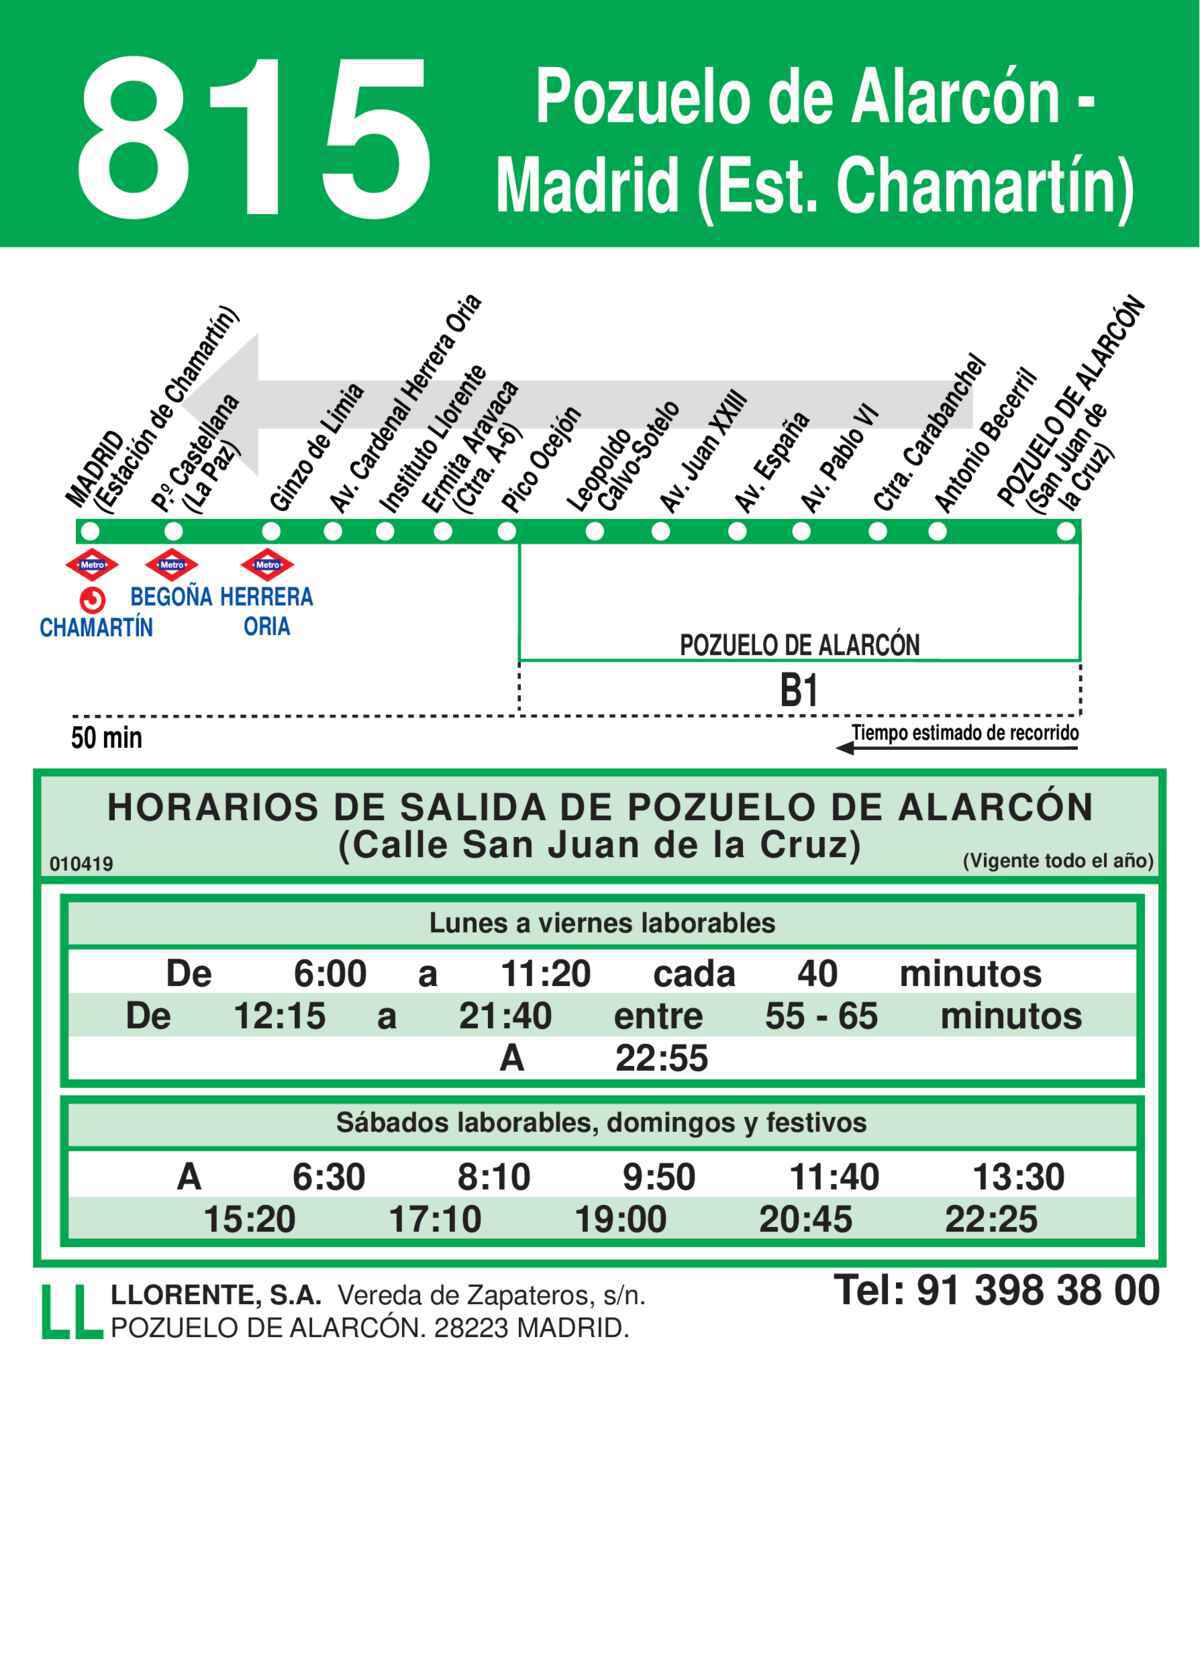 815
Pozuelo de Alarcón -
Madrid (Est. Chamartín)
MADRID
(Estación de Chamartín)
P.º Castellana
(La Paz)
Ginzo de Limia
Av. Cardenal Herrera Oria
Instituto Llorente
Ermita Aravaca
(Ctra. A-6)
Pico Ocejón
Leopoldo
Calvo-Sotelo
Av. Juan XXIII
Av. España
Av. Pablo VI
Ctra. Carabanchel
Antonio Becerril
POZUELO DE ALARCÓN
(San Juan de
la Cruz)
Metro Metro Metro
CHAMARTÍN
BEGOÑA
HERRERA
ORIA
POZUELO DE ALARCÓN
B1
50 min
Tiempo estimado de recorrido
HORARIOS DE SALIDA DE POZUELO DE ALARCÓN
(Calle San Juan de la Cruz)
010419
(Vigente todo el año)
Lunes a viernes laborables
De 6:00 a 11:20 cada 40 minutos
De 12:15 a 21:40 entre 55 - 65 minutos
A 22:55
Sábados laborables, domingos y festivos
A 6:30 8:10 9:50 11:40 13:30
15:20 17:10 19:00 20:45 22:25
LL
LLORENTE, S.A. Vereda de Zapateros, s/n.
POZUELO DE ALARCÓN. 28223 MADRID.
Tel: 91 398 38 00